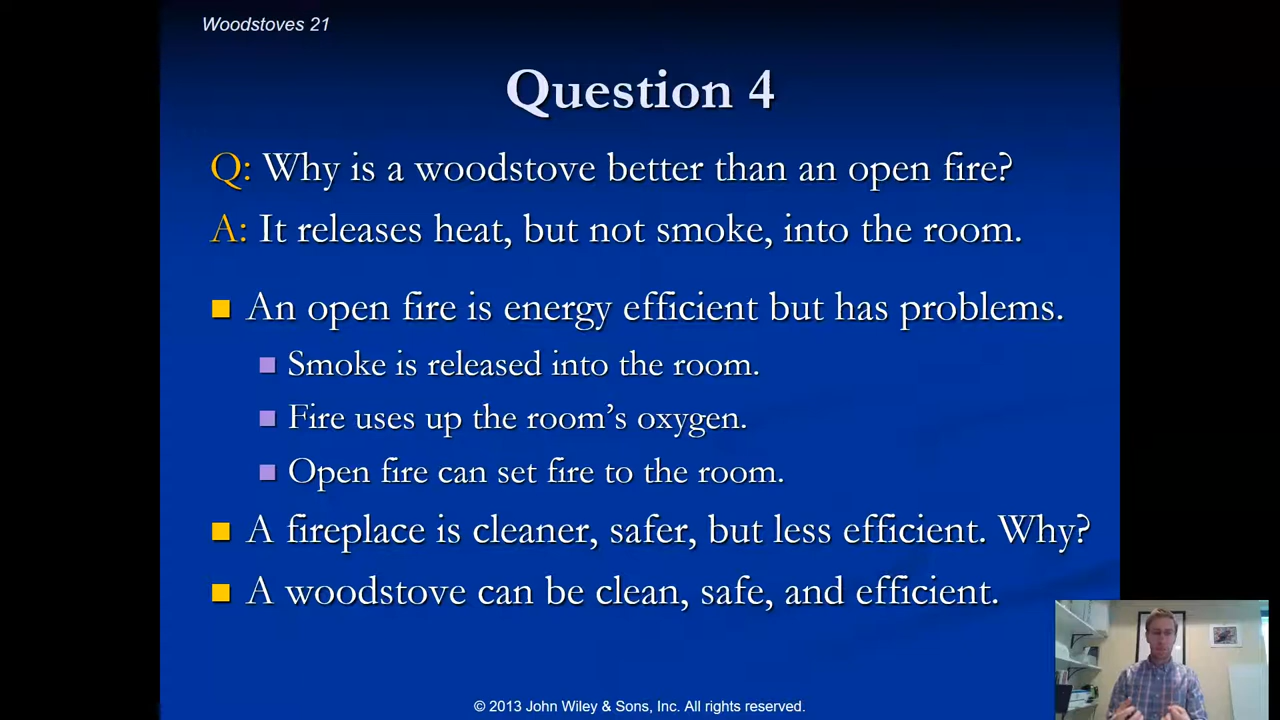 Woodstoves 21
Question 4
Q: Why is a woodstove better than an open fire?
A: It releases heat, but not smoke, into the room.
An open fire is energy efficient but has problems.
Smoke is released into the room.
Fire uses up the room’s oxygen.
Open fire can set fire to the room.
A fireplace is cleaner, safer, but less efficient. Why?
A woodstove can be clean, safe, and efficient.
© 2013 John Wiley & Sons, Inc. All rights reserved.